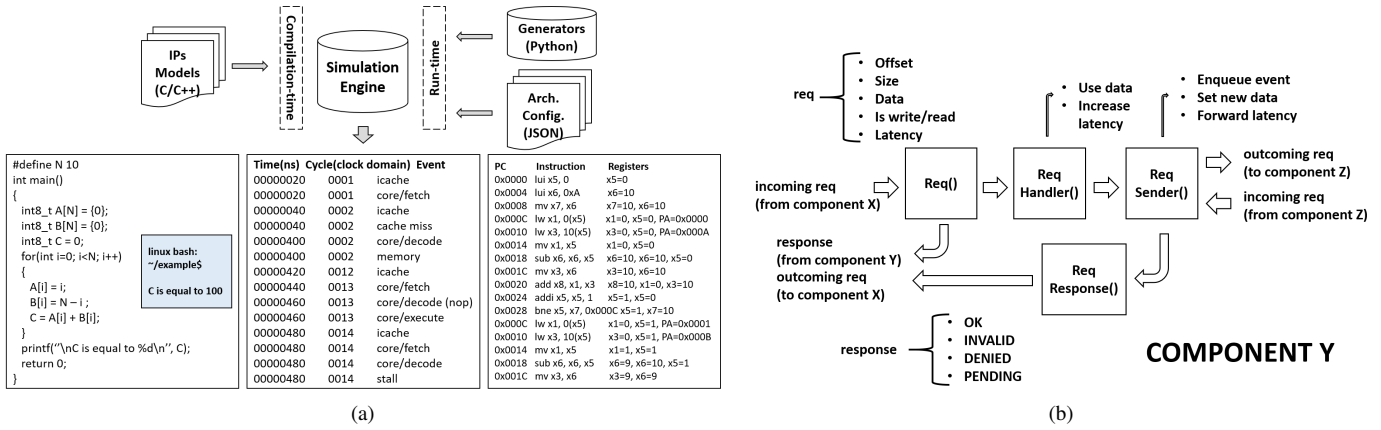 IPs
Models
(C/C++)
Compilation-time
Simulation
Engine
Run-time
Generators
(Python)
Arch.
Config.
(JSON)
#define N 10
int main()
{
int8_t A[N] = {0};
int8_t B[N] = {0};
int8_t C = 0;
for(int i=0; i<N; i++)
{
A[i] = i;
B[i] = N – i ;
C = A[i] + B[i];
}
printf("\nC is equal to %d\n", C);
return 0;
}
linux bash:
~/example$
C is equal to 100
Time(ns) Cycle(clock domain) Event
00000020 0001 icache
00000020 0001 core/fetch
00000040 0002 icache
00000040 0002 cache miss
00000400 0002 core/decode
00000400 0002 memory
00000420 0012 icache
00000440 0013 core/fetch
00000460 0013 core/decode (nop)
00000460 0013 core/execute
00000480 0014 icache
00000480 0014 core/fetch
00000480 0014 core/decode
00000480 0014 stall
PC Instruction Registers
0x0000 lui x5, 0 x5=0
0x0004 lui x6, 0xA x6=10
0x0008 mv x7, x6 x7=10, x6=10
0x000C lw x1, 0(x5) x1=0, x5=0, PA=0x0000
0x0010 lw x3, 10(x5) x3=0, x5=0, PA=0x000A
0x0014 mv x1, x5 x1=0, x5=0
0x0018 sub x6, x6, x5 x6=10, x6=10, x5=0
0x001C mv x3, x6 x3=10, x6=10
0x0020 add x8, x1, x3 x8=10, x1=0, x3=10
0x0024 addi x5, x5, 1 x5=1, x5=0
0x0028 bne x5, x7, 0x000C x5=1, x7=10
0x000C lw x1, 0(x5) x1=0, x5=1, PA=0x0001
0x0010 lw x3, 10(x5) x3=0, x5=1, PA=0x000B
0x0014 mv x1, x5 x1=1, x5=1
0x0018 sub x6, x6, x5 x6=9, x6=10, x5=1
0x001C mv x3, x6 x3=9, x6=9
(a)
req
• Offset
• Size
• Data
• Is write/read
• Latency
• Use data
• Increase
latency
• Enqueue event
• Set new data
• Forward latency
incoming req
(from component X)
Req()
Req
Handler()
Req
Sender()
outcoming req
(to component Z)
incoming req
(from component Z)
response
(from component Y)
outcoming req
(to component X)
Req
Response()
response
• OK
• INVALID
• DENIED
• PENDING
COMPONENT Y
(b)